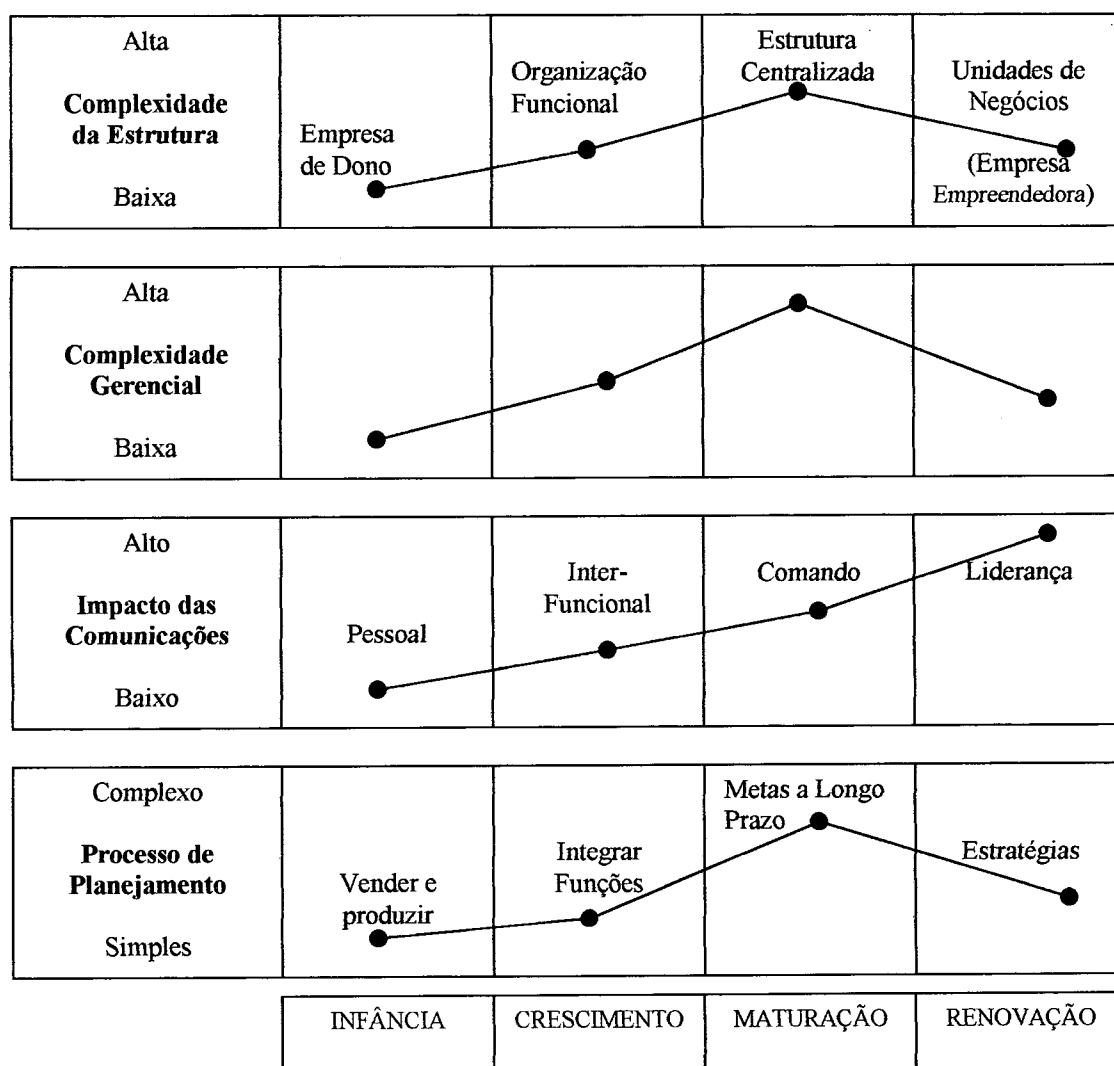 Alta
Complexidade
da Estrutura
Baixa
Empresa
de Dono
Organização
Funcional
Estrutura
Centralizada
Unidades de
Negócios
(Empresa
Empreendedora)
Alta
Complexidade
Gerencial
Baixa
Alto
Impacto das
Comunicações
Baixo
Pessoal
Inter-
Funcional
Comando
Liderança
Complexo
Processo de
Planejamento
Simples
Vender e
produzir
Integrar
Funções
Metas a Longo
Prazo
Estratégias
INFÂNCIA
CRESCIMENTO
MATURAÇÃO
RENOVAÇÃO